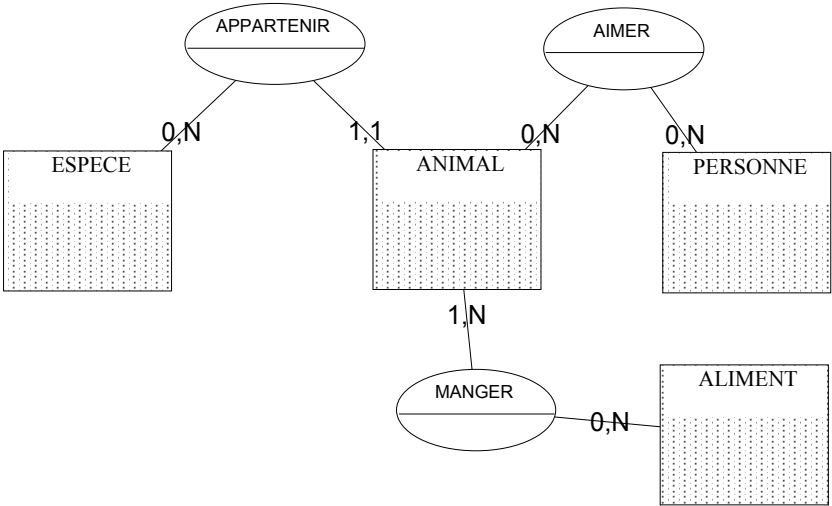 APPARTENIR
AIMER
0,N
1,1
0,N
0,N
ESPECE
ANIMAL
PERSONNE
1,N
MANGER
ALIMENT
0,N